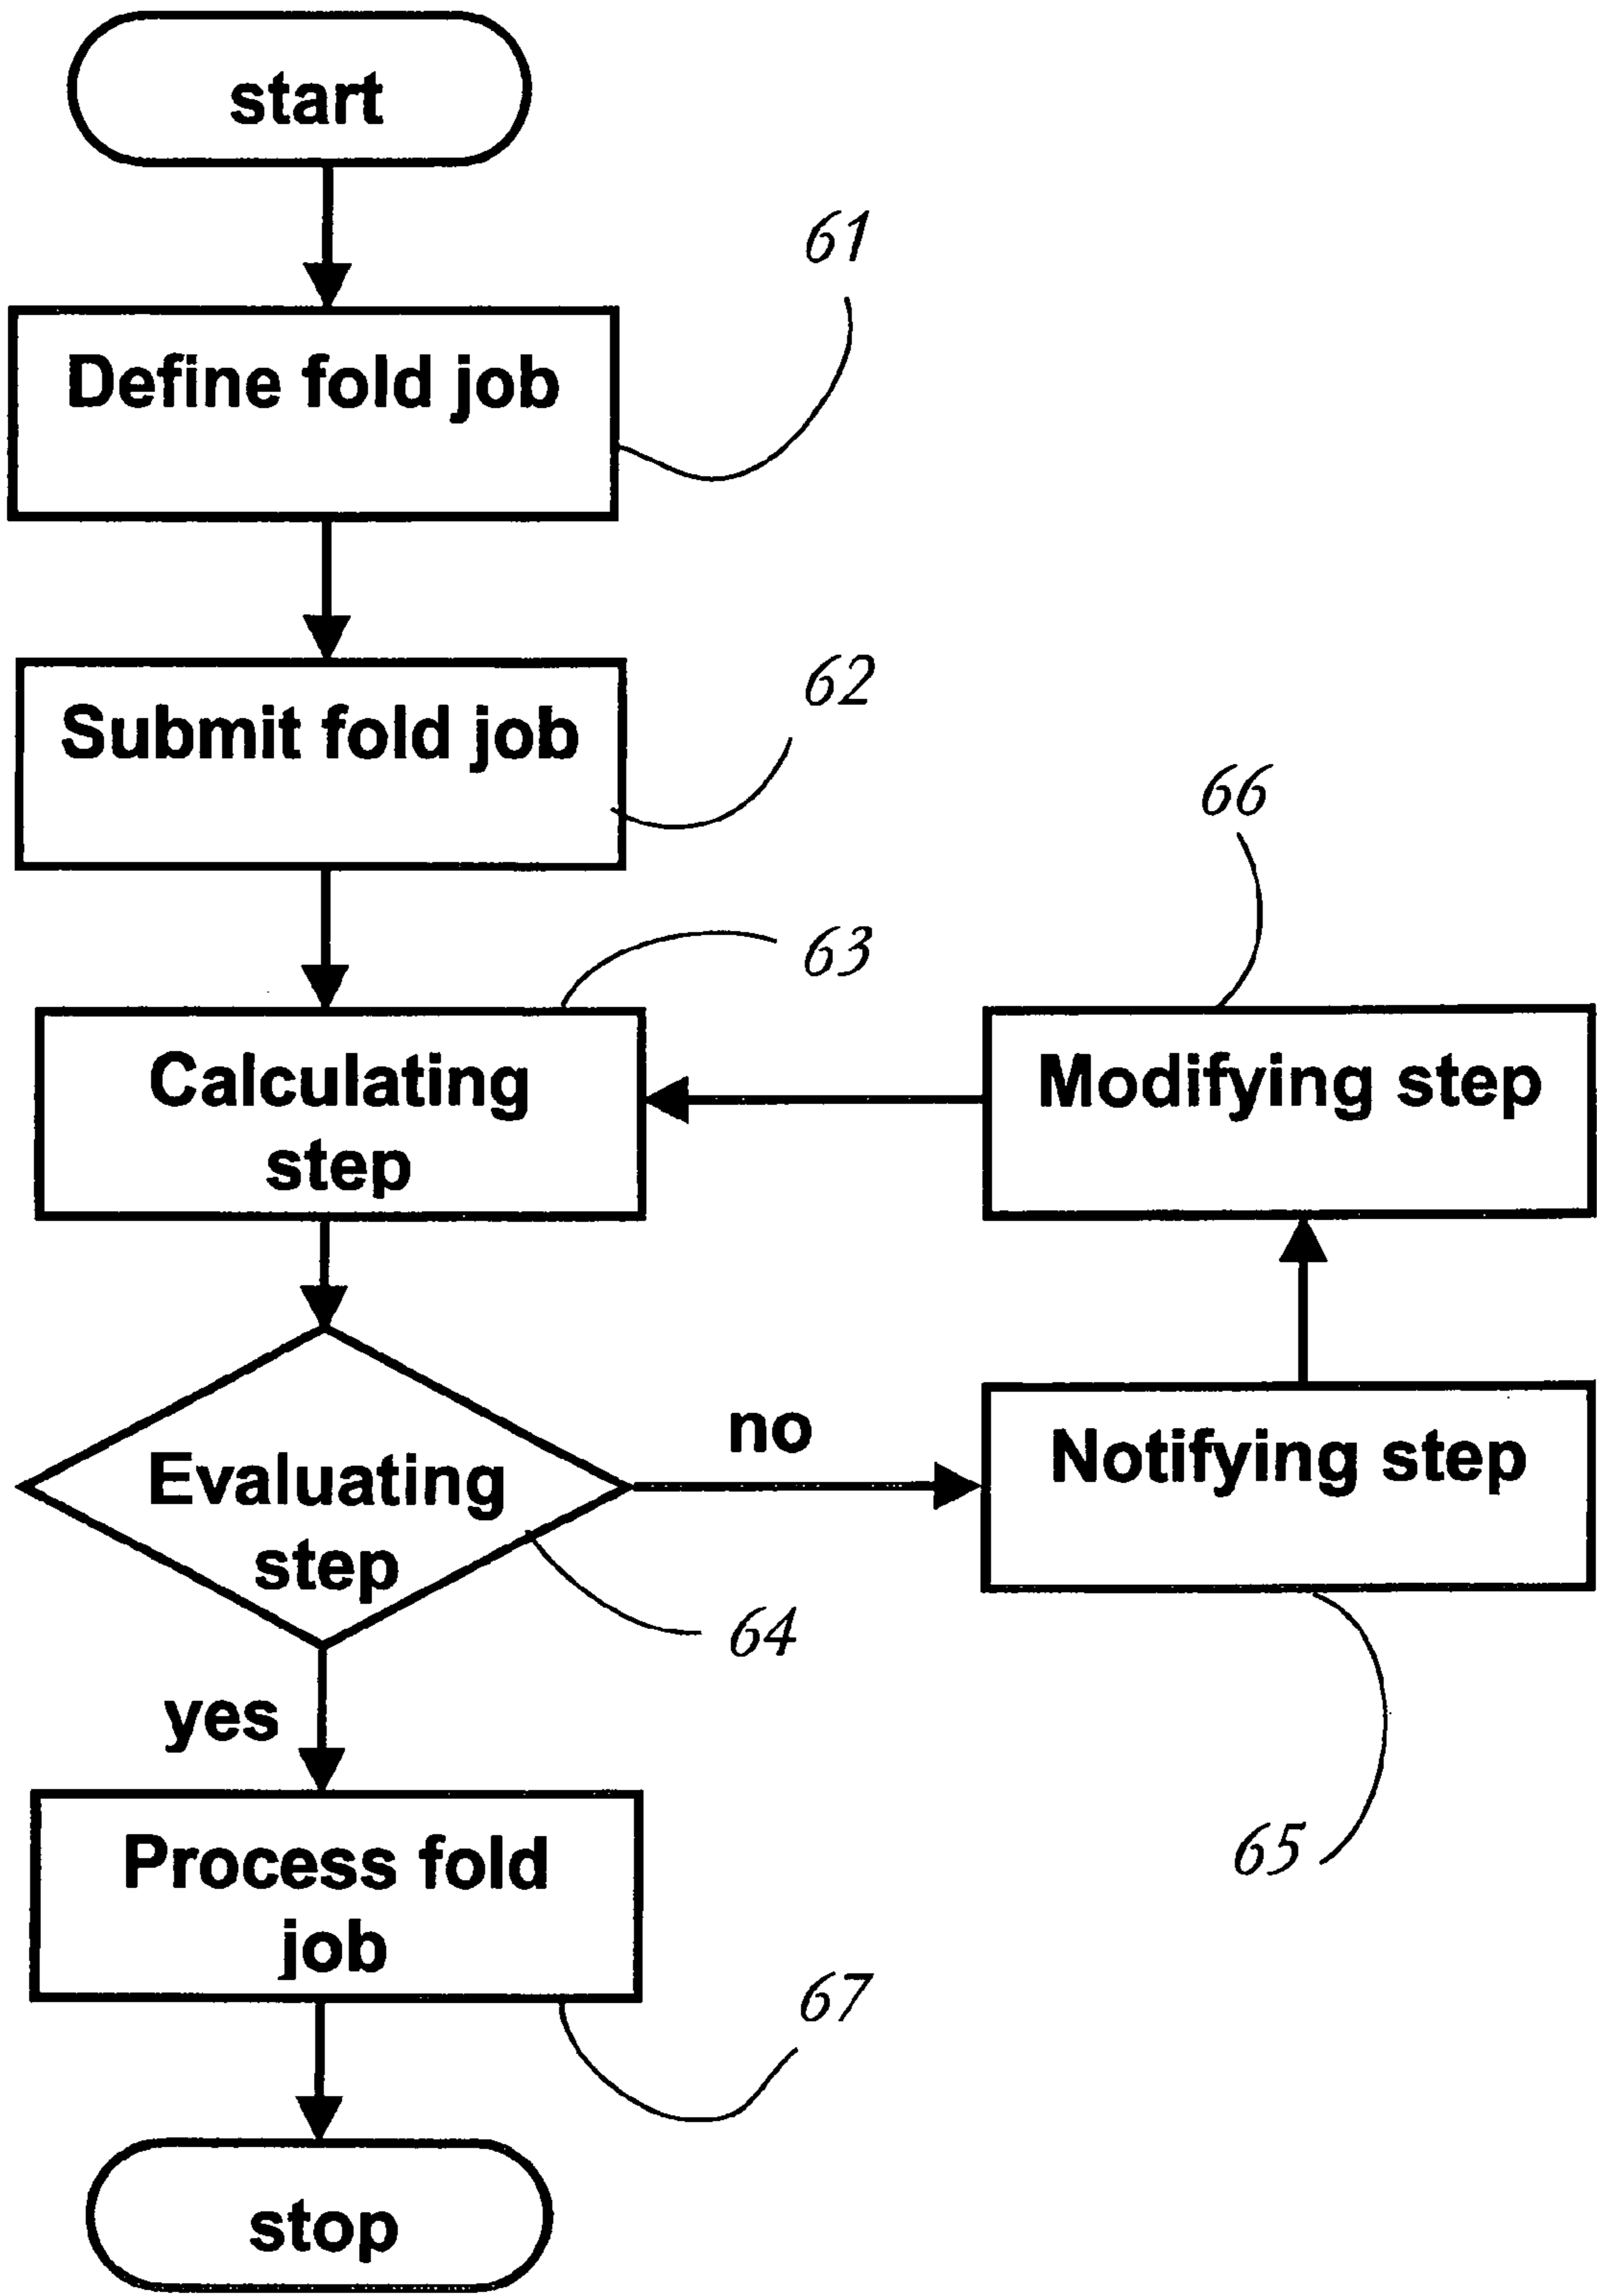 start
61
Define fold job
62
Submit fold job
66
63
Calculating
step
Modifying step
no
Evaluating
step
Notifying step
64
yes
65
Process fold
job
67
stop